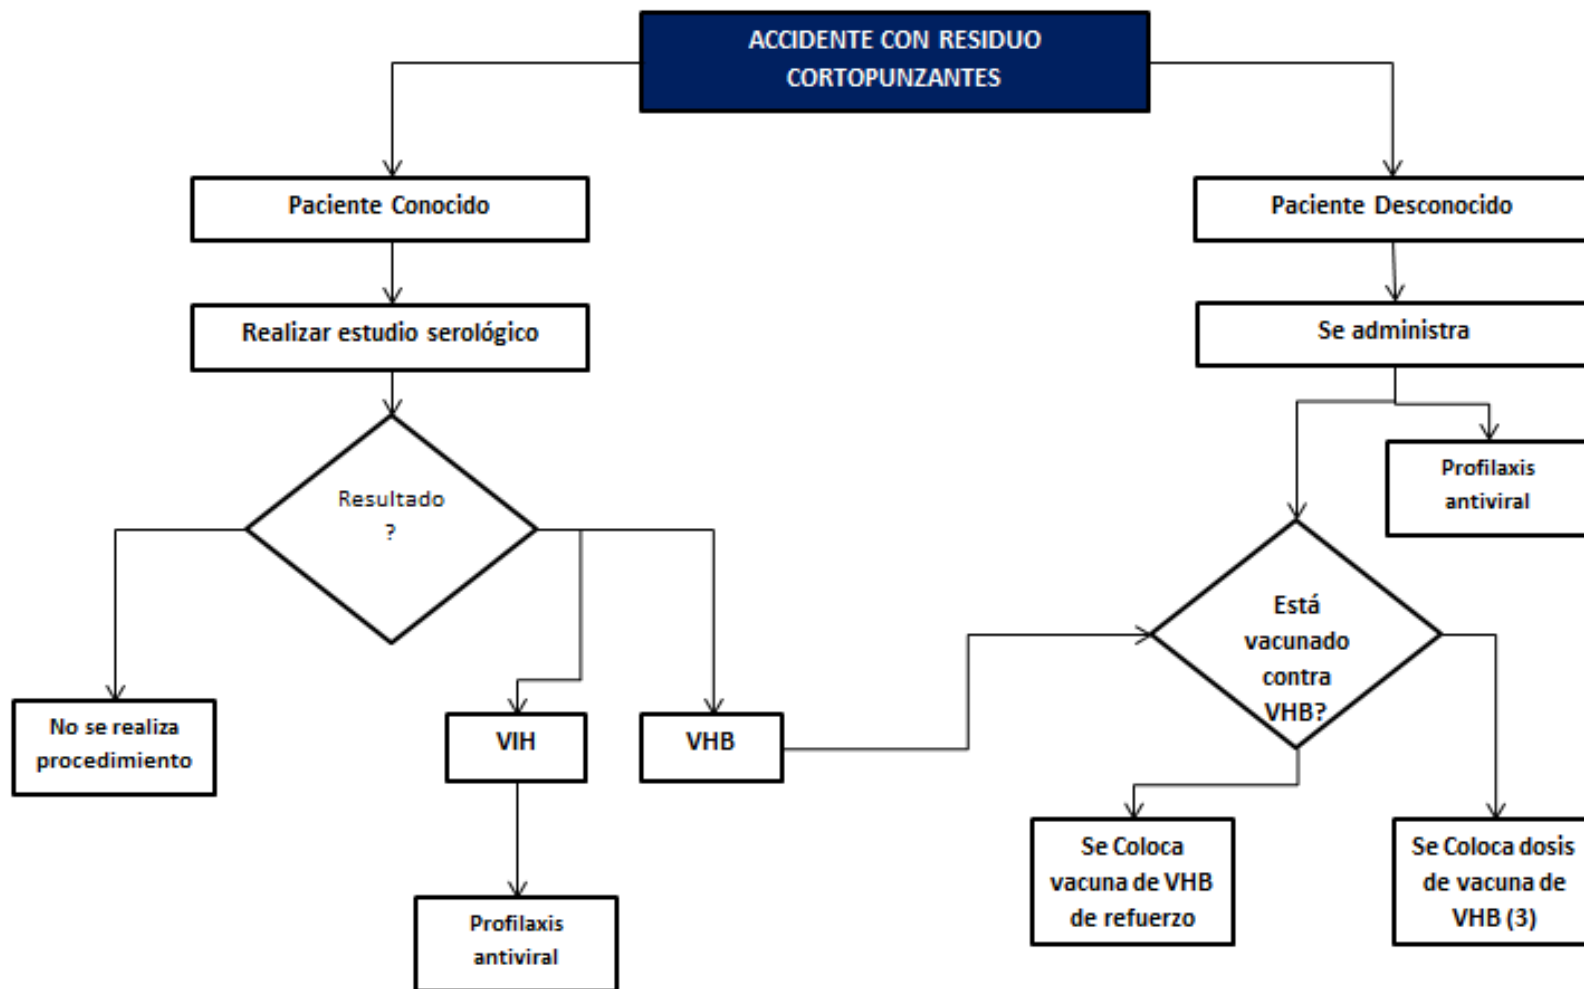 ACCIDENTE CON RESIDUO
CORTOPUNZANTES
Paciente Conocido
Paciente Desconocido
Realizar estudio serológico
Se administra
Profilaxis
antiviral
Resultado
?
Está
vacunado
contra
VHB?
No se realiza
procedimiento
VIH
VHB
Se Coloca
vacuna de VHB
de refuerzo
Se Coloca dosis
de vacuna de
VHB (3)
Profilaxis
antiviral